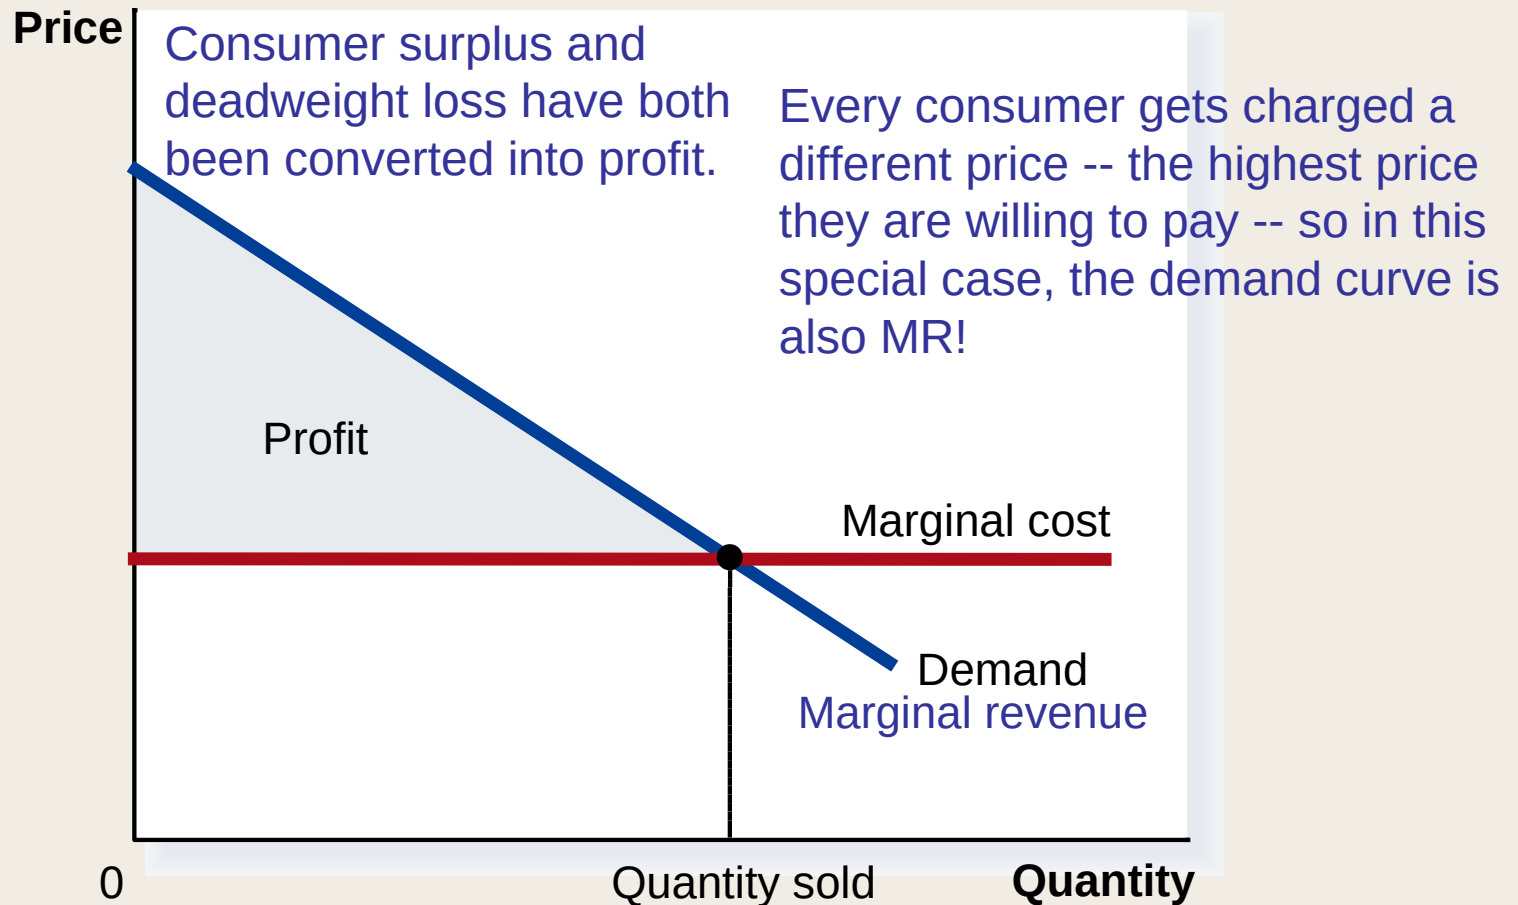 Price
Consumer surplus and
deadweight loss have both
been converted into profit.
Every consumer gets charged a
different price -- the highest price
they are willing to pay -- so in this
special case, the demand curve is
also MR!
Profit
Marginal cost
Demand
Marginal revenue
0
Quantity sold
Quantity